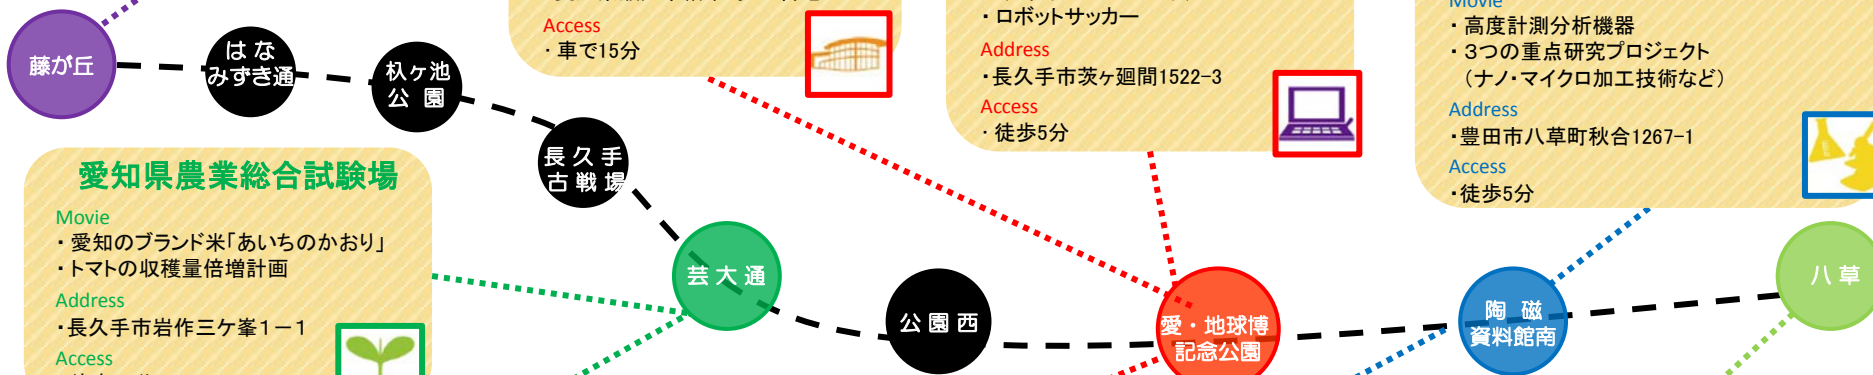 Access
・車で15分
・ロボットサッカー
Address
・長久手市茨ヶ廻間1522-3
Access
・徒歩5分
Movie
・高度計測分析機器
・3つの重点研究プロジェクト
（ナノ・マイクロ加工技術など）
Address
・豊田市八草町秋合1267-1
Access
・徒歩5分
藤が丘
はな
みずき通
杁ヶ池
公園
長久手
古戦場
愛知県農業総合試験場
Movie
・愛知のブランド米「あいちのかおり」
・トマトの収穫量倍増計画
Address
・長久手市岩作三ケ峯1－1
Access
芸大通
公園西
愛・地球博
記念公園
陶磁
資料館南
八草